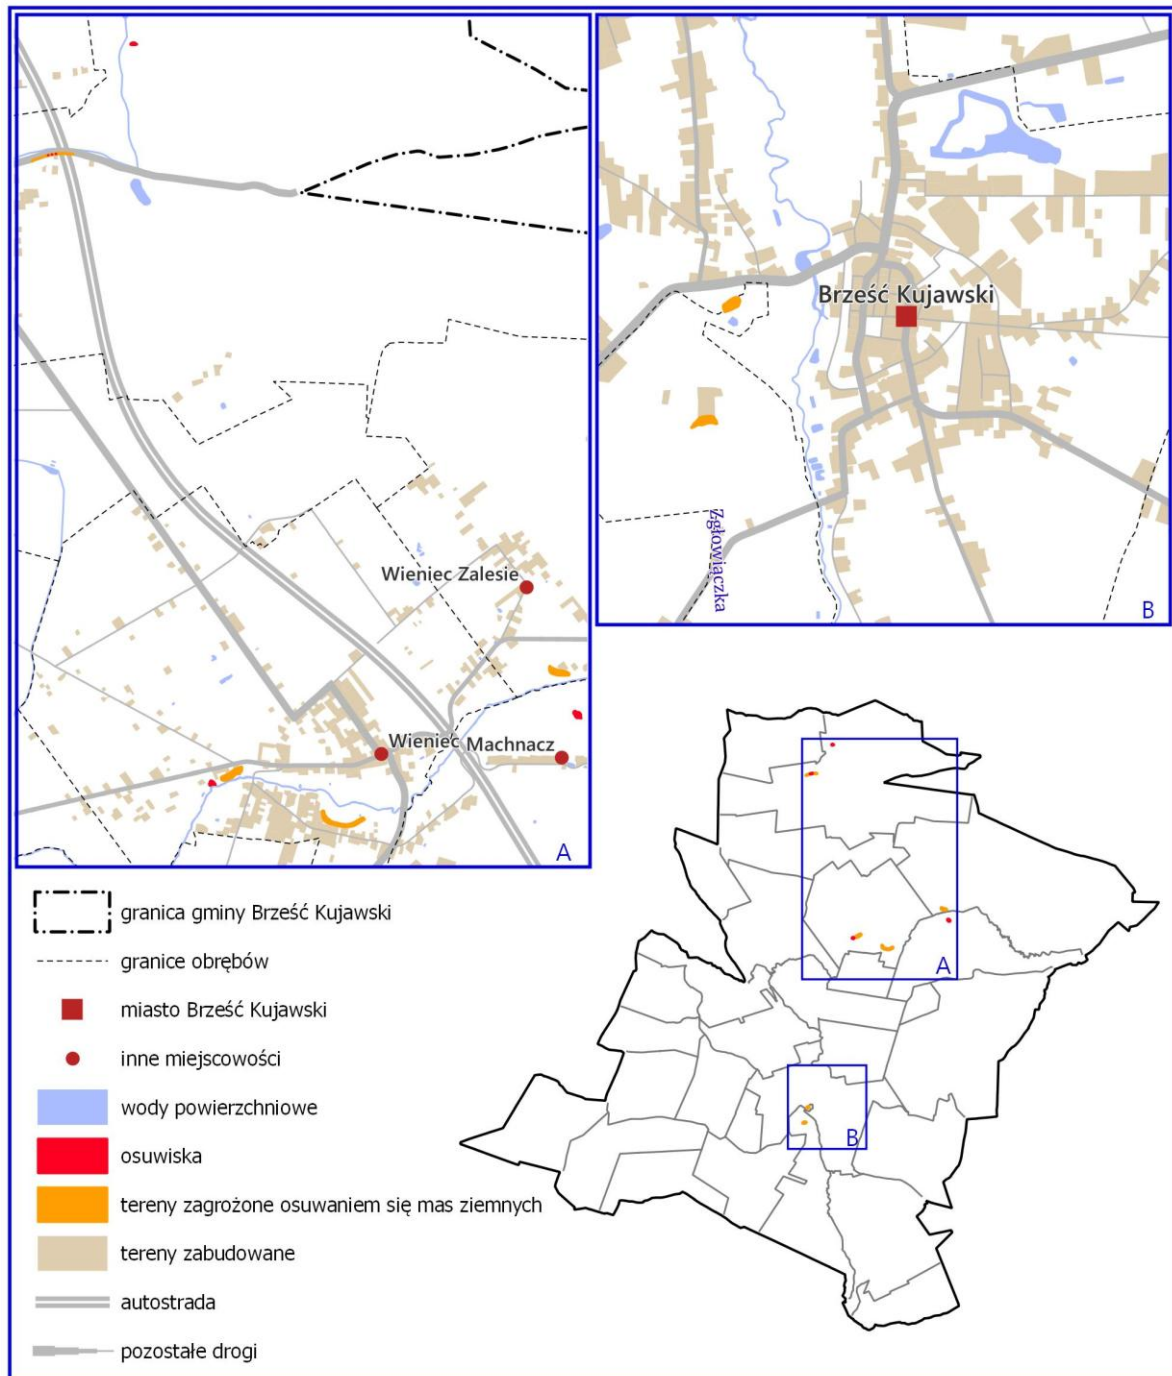 Brześć Kujawski
Zgłowiączka
B
Wieniec Zalesie
Wieniec
Machnacz
A
granica gminy Brześć Kujawski
granice obrębów
miasto Brześć Kujawski
inne miejscowości
wody powierzchniowe
osuwiska
tereny zagrożone osuwaniem się mas ziemnych
tereny zabudowane
autostrada
pozostałe drogi
A
B